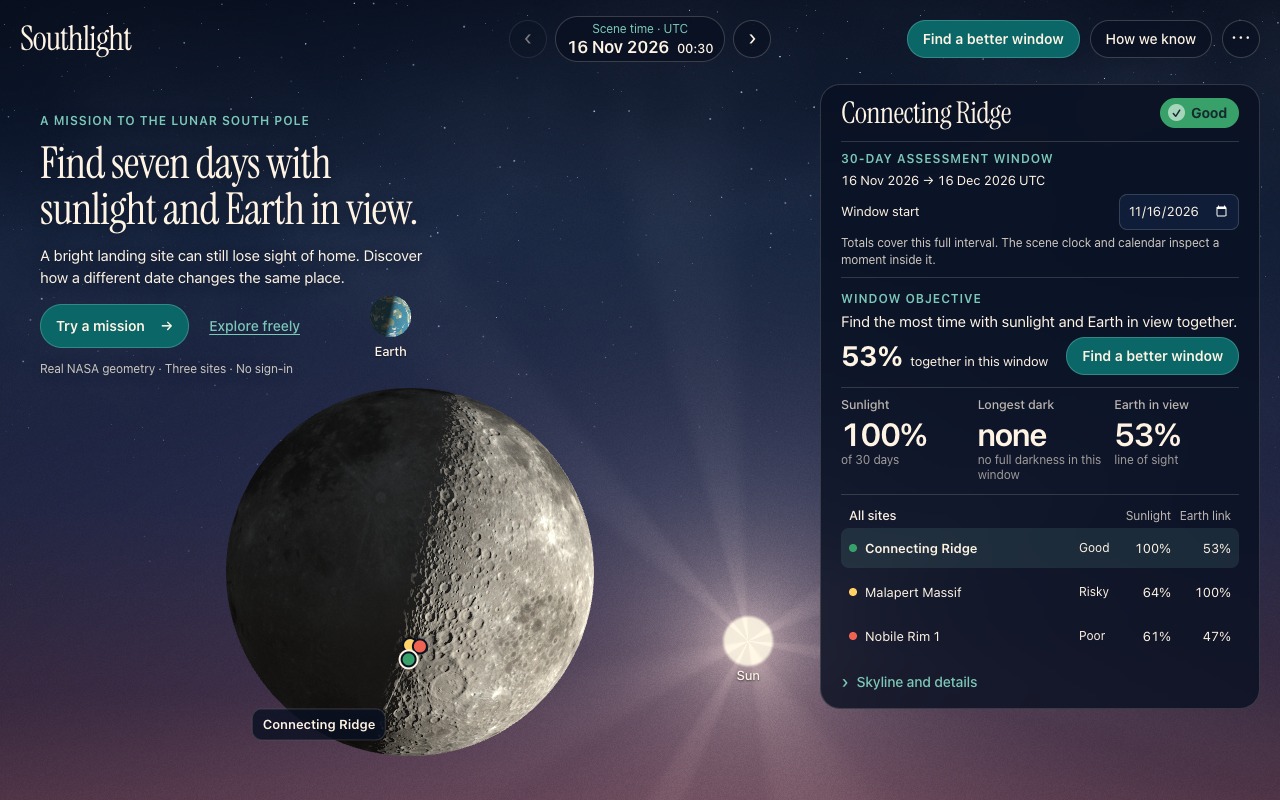 Southlight
Scene time · UTC
16 Nov 2026 00:30
Find a better window
How we know
A MISSION TO THE LUNAR SOUTH POLE
Find seven days with
sunlight and Earth in view.
A bright landing site can still lose sight of home. Discover
how a different date changes the same place.
Try a mission →
Explore freely
Real NASA geometry · Three sites · No sign-in
Earth
Sun
Connecting Ridge
Connecting Ridge
Good
30-DAY ASSESSMENT WINDOW
16 Nov 2026 → 16 Dec 2026 UTC
Window start
11/16/2026
Totals cover this full interval. The scene clock and calendar inspect a
moment inside it.
WINDOW OBJECTIVE
Find the most time with sunlight and Earth in view together.
53% together in this window
Find a better window
Sunlight Longest dark Earth in view
100% none 53%
of 30 days no full darkness in this line of sight
window
All sites Sunlight Earth link
Connecting Ridge Good 100% 53%
Malapert Massif Risky 64% 100%
Nobile Rim 1 Poor 61% 47%
› Skyline and details